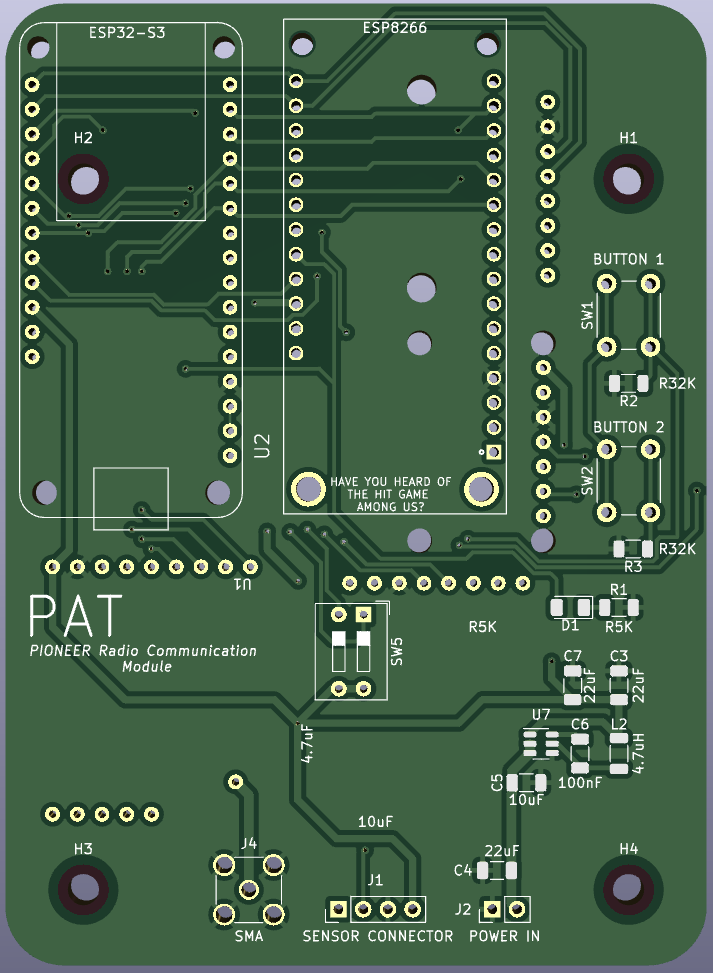 ESP32-S3
ESP8266
H2
H1
BUTTON 1
SW1
R32K
R2
BUTTON 2
U2
HAVE YOU HEARD OF
THE HIT GAME
AMONG US?
SW2
R32K
R3
U1
PAT
PIONEER Radio Communication
Module
SW5
R5K
R1
D1
R5K
C7
C3
22uF
22uF
U7
C6
L2
4.7uF
4.7uH
C5
100nF
10uF
10uF
H3
J4
22uF
H4
C4
J1
J2
SMA
SENSOR CONNECTOR
POWER IN